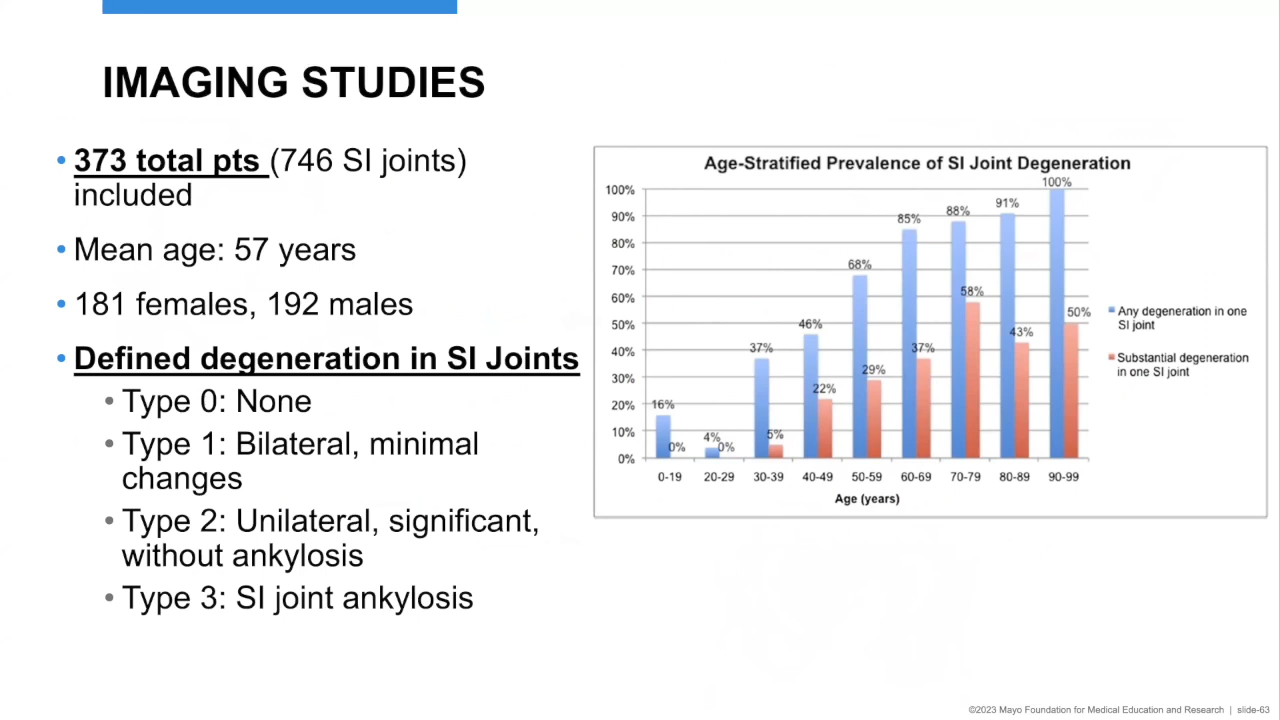 IMAGING STUDIES
• 373 total pts (746 SI joints)
included
• Mean age: 57 years
• 181 females, 192 males
• Defined degeneration in SI Joints
• Type 0: None
• Type 1: Bilateral, minimal
changes
• Type 2: Unilateral, significant,
without ankylosis
• Type 3: SI joint ankylosis
Age-Stratified Prevalence of SI Joint Degeneration
100%
90%
80%
70%
60%
50%
40%
30%
20%
10%
0%
16%
0%
4%
0%
37%
5%
46%
22%
68%
29%
85%
37%
88%
58%
91%
43%
100%
50%
0-19 20-29 30-39 40-49 50-59 60-69 70-79 80-89 90-99
Age (years)
Any degeneration in one
SI joint
Substantial degeneration
in one SI joint
©2023 Mayo Foundation for Medical Education and Research | slide-63